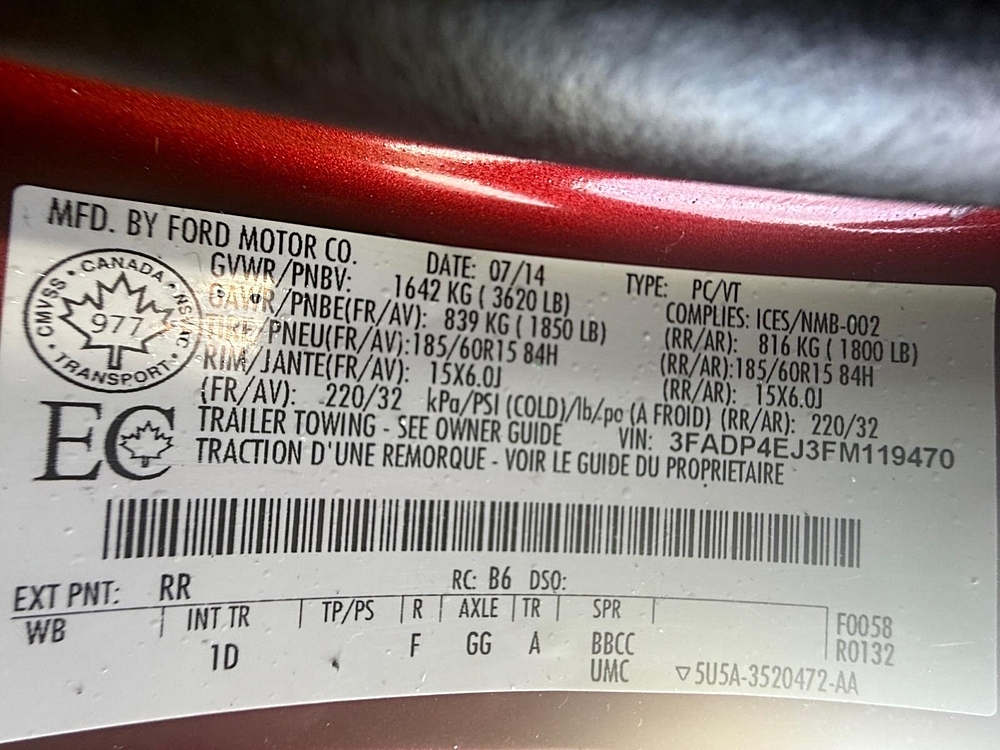 MFD. BY FORD MOTOR CO.
DATE: 07/14 TYPE: PC/VT
GVWR/PNBV: 1642 KG ( 3620 LB) COMPLIES: ICES/NMB-002
GAWR/PNBE(FR/AV): 839 KG ( 1850 LB) (RR/AR): 816 KG ( 1800 LB)
TIRE/PNEU(FR/AV):185/60R15 84H (RR/AR):185/60R15 84H
RIM/JANTE(FR/AV): 15X6.0J (RR/AR): 15X6.0J
(FR/AV): 220/32 kPa/PSI (COLD)/lb/po (A FROID) (RR/AR): 220/32
TRAILER TOWING - SEE OWNER GUIDE VIN: 3FADP4EJ3FM119470
TRACTION D'UNE REMORQUE - VOIR LE GUIDE DU PROPRIETAIRE
CANADA • NSVAC • TRANSPORT • CMVSS •
977
EC
EXT PNT: RR RC: B6 DSO:
WB INT TR TP/PS R AXLE TR SPR F0058
1D F GG A BBCC R0132
UMC ▽5U5A-3520472-AA